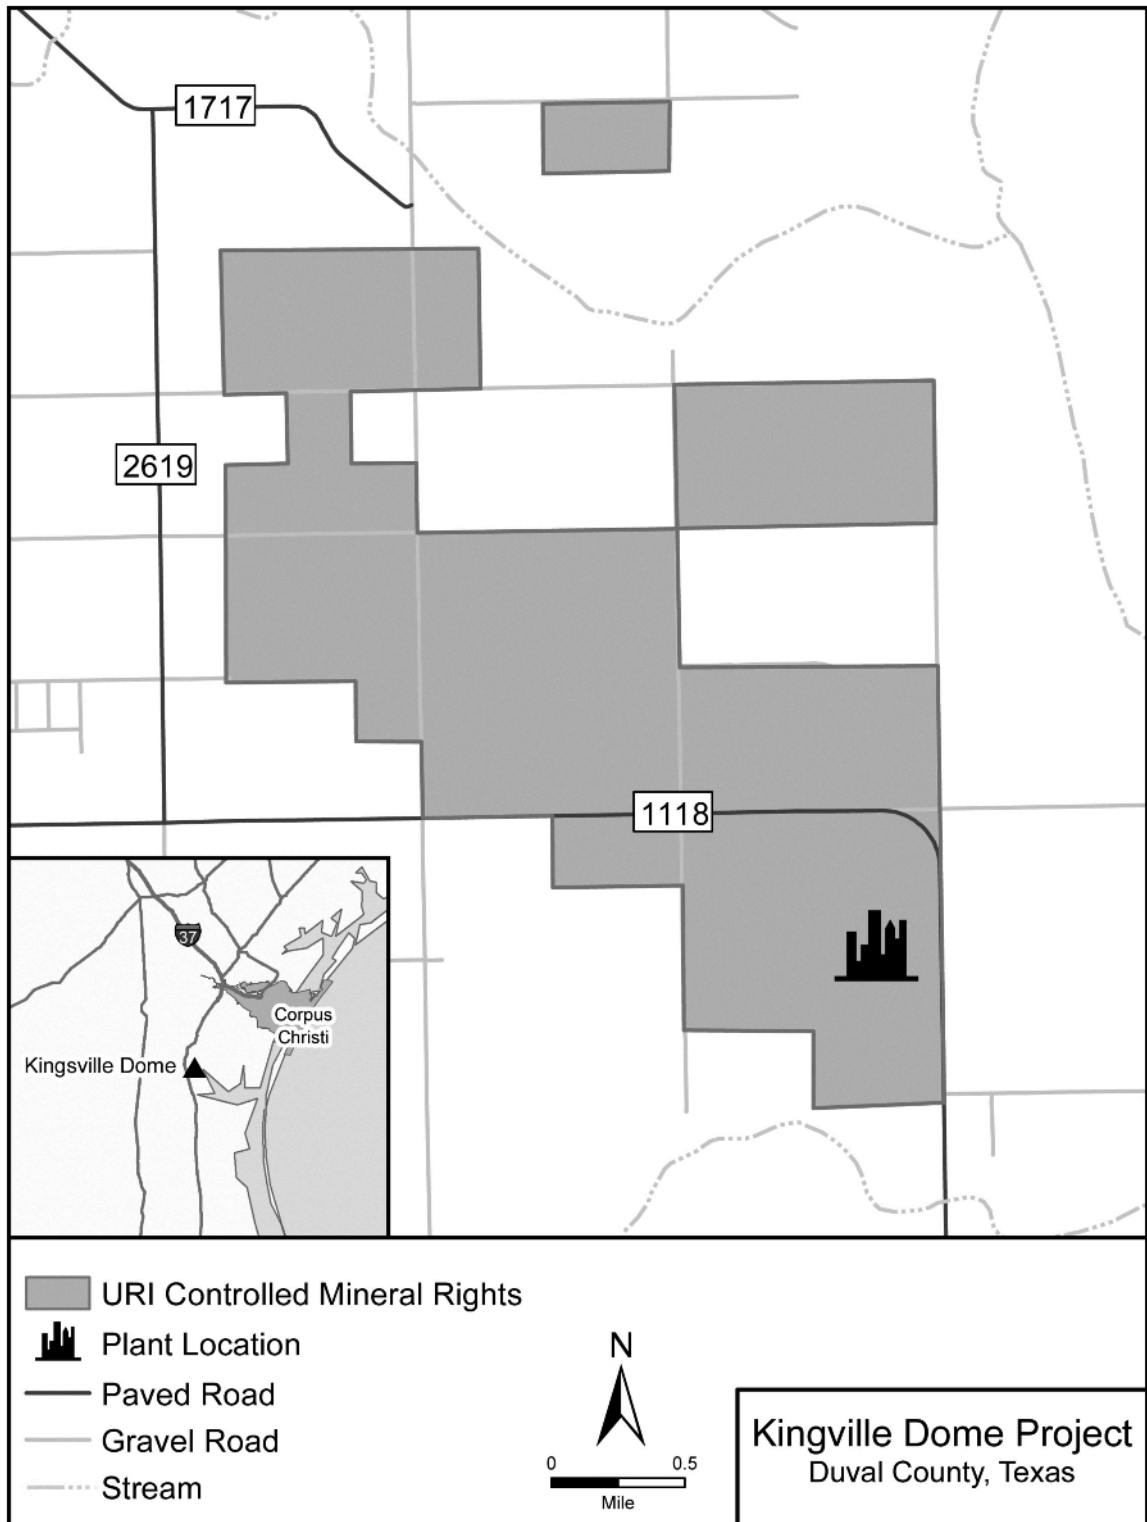 1717
2619
1118
37
Corpus
Christi
Kingsville Dome
URI Controlled Mineral Rights
Plant Location
Paved Road
Gravel Road
Stream
N
0 0.5
Mile
Kingville Dome Project
Duval County, Texas